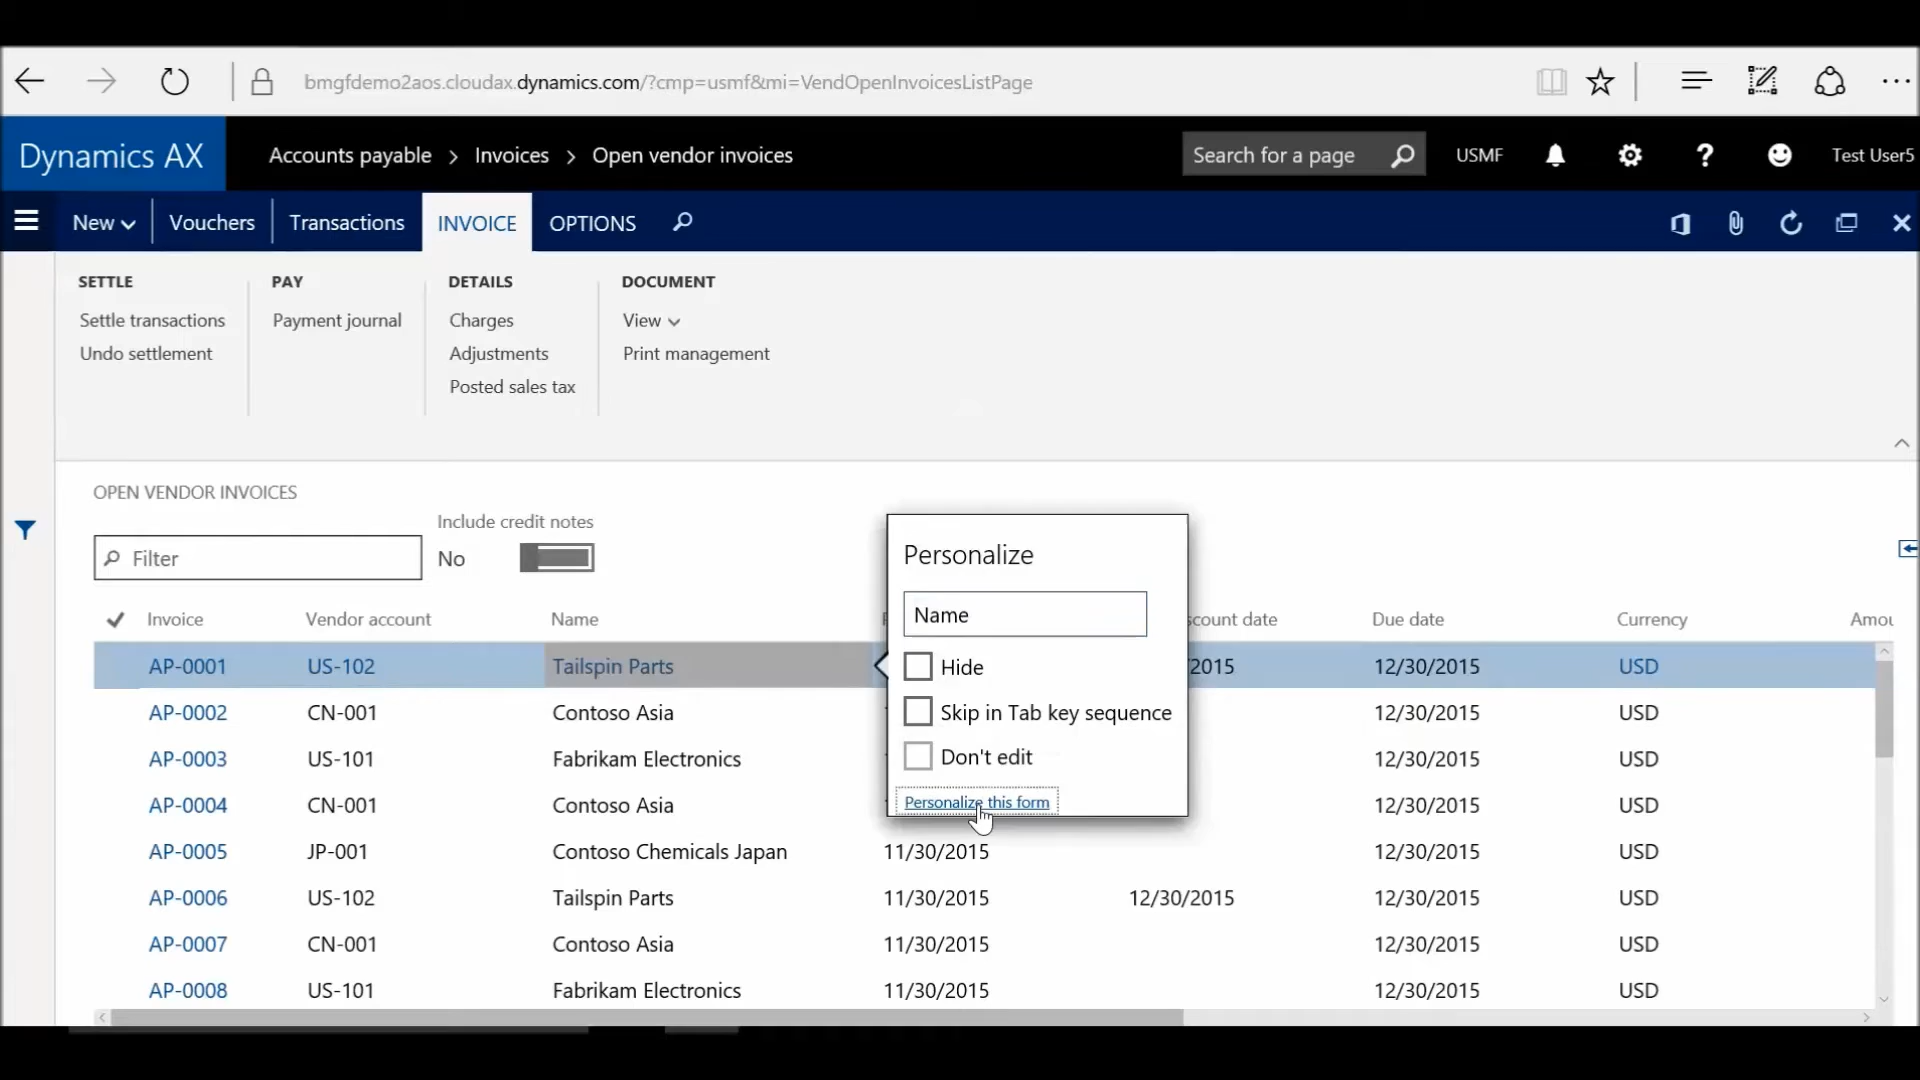 bmgfdemo2aos.cloudax.dynamics.com/?cmp=usmf&mi=VendOpenInvoicesListPage
Dynamics AX Accounts payable > Invoices > Open vendor invoices Search for a page USMF ? Test User5
New Vouchers Transactions INVOICE OPTIONS
SETTLE PAY DETAILS DOCUMENT
Settle transactions Payment journal Charges View
Undo settlement Adjustments Print management
Posted sales tax
OPEN VENDOR INVOICES
Include credit notes
Filter No
Personalize
Name
Hide
Skip in Tab key sequence
Don't edit
Personalize this form
Invoice Vendor account Name count date Due date Currency Amou
AP-0001 US-102 Tailspin Parts /2015 12/30/2015 USD
AP-0002 CN-001 Contoso Asia 12/30/2015 USD
AP-0003 US-101 Fabrikam Electronics 12/30/2015 USD
AP-0004 CN-001 Contoso Asia 12/30/2015 USD
AP-0005 JP-001 Contoso Chemicals Japan 11/30/2015 12/30/2015 USD
AP-0006 US-102 Tailspin Parts 11/30/2015 12/30/2015 12/30/2015 USD
AP-0007 CN-001 Contoso Asia 11/30/2015 12/30/2015 USD
AP-0008 US-101 Fabrikam Electronics 11/30/2015 12/30/2015 USD